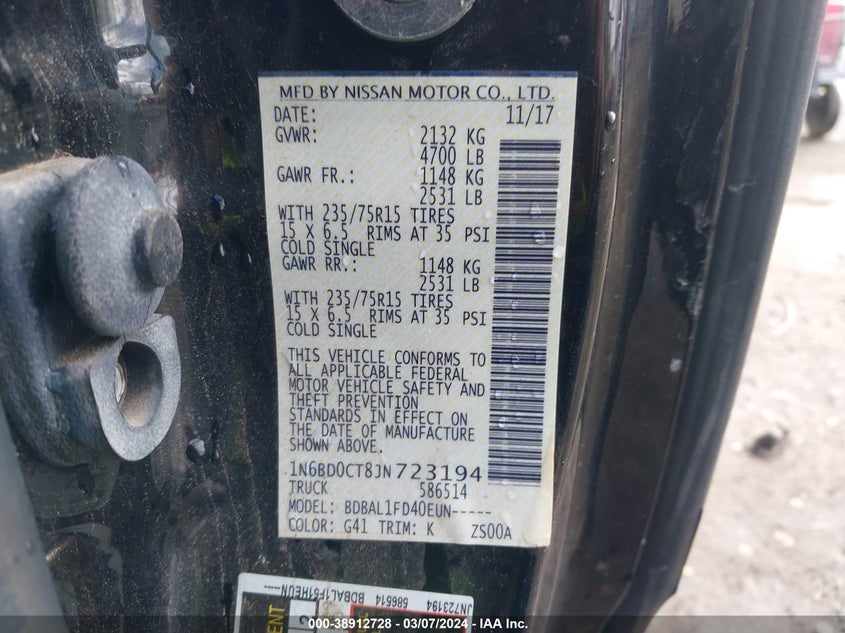 MFD BY NISSAN MOTOR CO., LTD.
DATE: 11/17
GVWR: 2132 KG
4700 LB
GAWR FR.: 1148 KG
2531 LB
WITH 235/75R15 TIRES
15 X 6.5 RIMS AT 35 PSI
COLD SINGLE
GAWR RR.: 1148 KG
2531 LB
WITH 235/75R15 TIRES
15 X 6.5 RIMS AT 35 PSI
COLD SINGLE
THIS VEHICLE CONFORMS TO
ALL APPLICABLE FEDERAL
MOTOR VEHICLE SAFETY AND
THEFT PREVENTION
STANDARDS IN EFFECT ON
THE DATE OF MANUFACTURE
SHOWN ABOVE.
1N6BD0CT8JN723194
TRUCK 586514
MODEL: BDBAL1FD40EUN-----
COLOR: G41 TRIM: K ZS00A
JN723194
586514 BDBAL1F61HEUN
000-38912728 - 03/07/2024 - IAAI Inc.